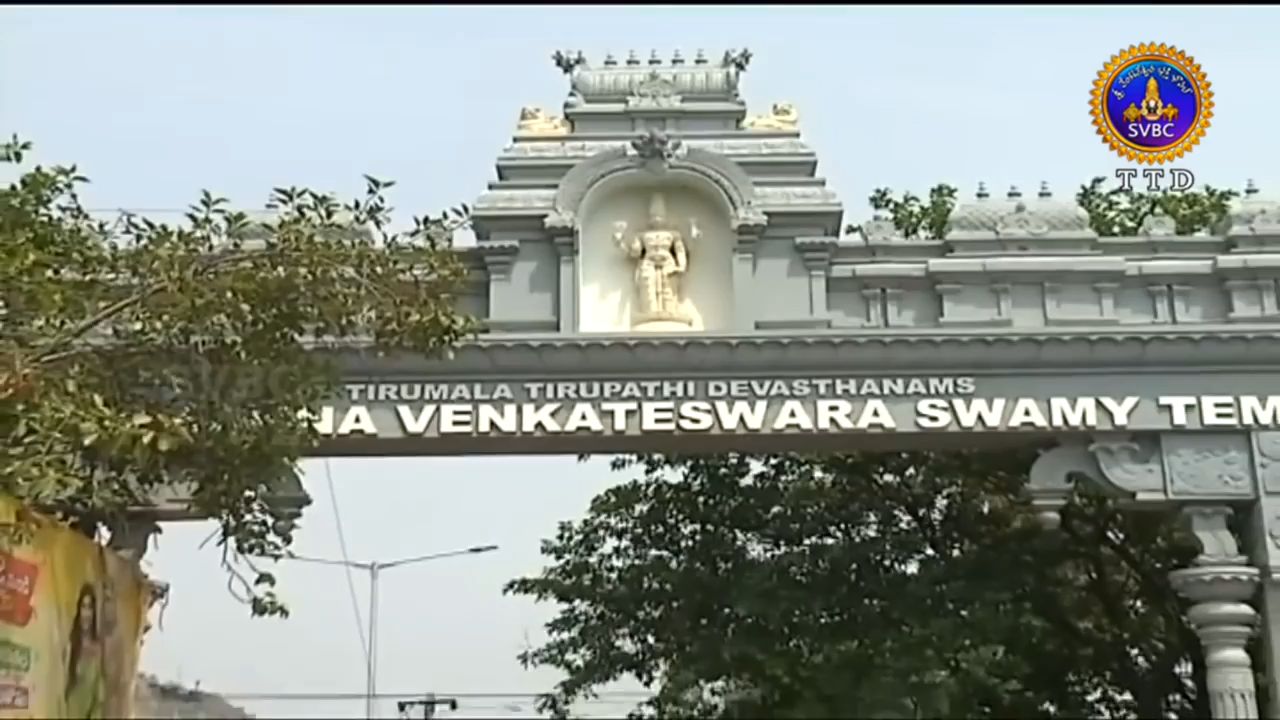 SVBC
TTD
TIRUMALA TIRUPATHI DEVASTHANAMS
NA VENKATESWARA SWAMY TEM